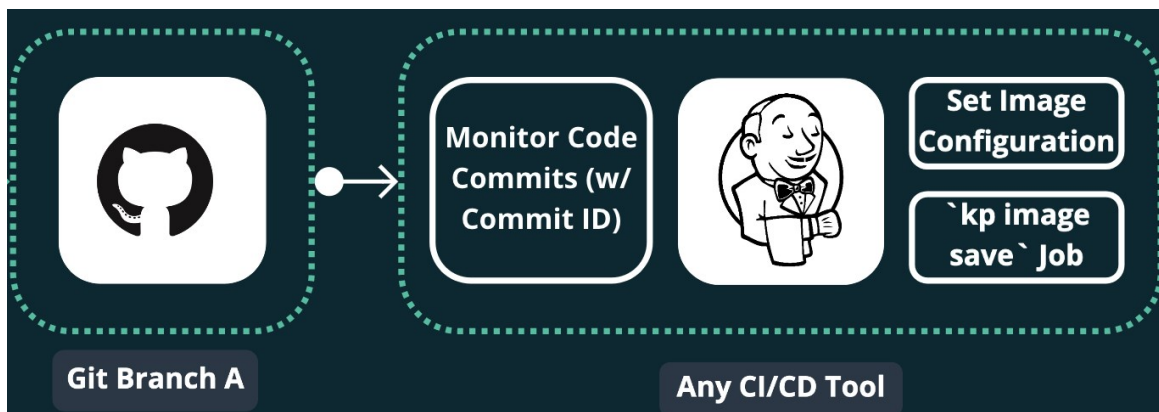 Monitor Code
Commits (w/
Commit ID)
Set Image
Configuration
`kp image
save` Job
Git Branch A
Any CI/CD Tool